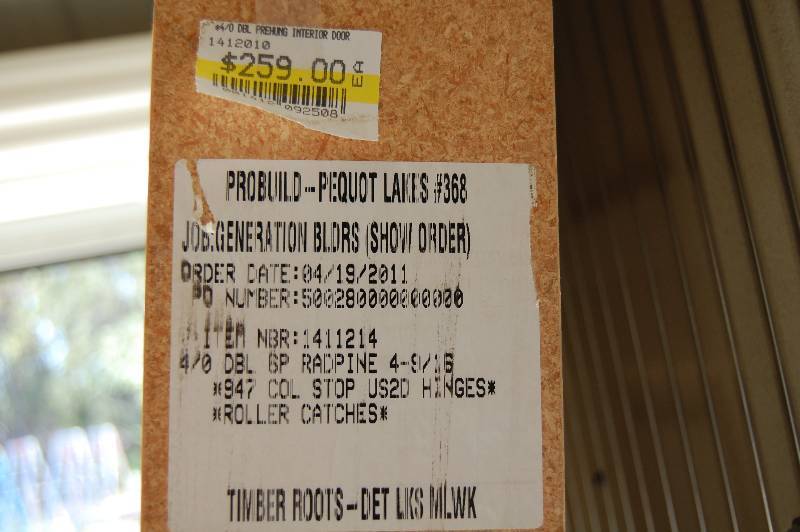 *4/0 DBL PREHUNG INTERIOR DOOR
1412010
$259.00 EA
092508
PROBUILD--PEQUOT LAKES #368
JOB:GENERATION BLDRS (SHOW ORDER)
ORDER DATE:04/19/2011
PO NUMBER:500280000000000
ITEM NBR:1411214
4/0 DBL 6P RADPINE 4-9/16
*947 COL STOP US2D HINGES*
*ROLLER CATCHES*
TIMBER ROOTS--DET LKS MLWK